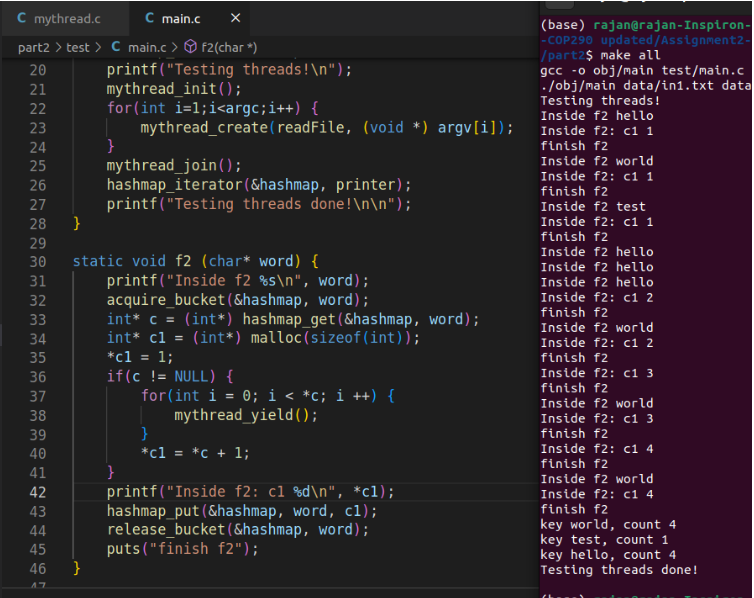 mythread.c
main.c ×
part2 > test > C main.c > f2(char *)
20 printf("Testing threads!\n");
21 mythread_init();
22 for(int i=1;i<argc;i++) {
23 mythread_create(readFile, (void *) argv[i]);
24 }
25 mythread_join();
26 hashmap_iterator(&hashmap, printer);
27 printf("Testing threads done!\n\n");
28 }
29
30 static void f2 (char* word) {
31 printf("Inside f2 %s\n", word);
32 acquire_bucket(&hashmap, word);
33 int* c = (int*) hashmap_get(&hashmap, word);
34 int* c1 = (int*) malloc(sizeof(int));
35 *c1 = 1;
36 if(c != NULL) {
37 for(int i = 0; i < *c; i ++) {
38 mythread_yield();
39 }
40 *c1 = *c + 1;
41 }
42 printf("Inside f2: c1 %d\n", *c1);
43 hashmap_put(&hashmap, word, c1);
44 release_bucket(&hashmap, word);
45 puts("finish f2");
46 }
47
(base) rajan@rajan-Inspiron-
-COP290 updated/Assignment2-
/part2$ make all
gcc -o obj/main test/main.c
./obj/main data/in1.txt data
Testing threads!
Inside f2 hello
Inside f2: c1 1
finish f2
Inside f2 world
Inside f2: c1 1
finish f2
Inside f2 test
Inside f2: c1 1
finish f2
Inside f2 hello
Inside f2 hello
Inside f2 hello
Inside f2: c1 2
finish f2
Inside f2 world
Inside f2: c1 2
finish f2
Inside f2: c1 3
finish f2
Inside f2 world
Inside f2: c1 3
finish f2
Inside f2: c1 4
finish f2
Inside f2 world
Inside f2: c1 4
finish f2
key world, count 4
key test, count 1
key hello, count 4
Testing threads done!